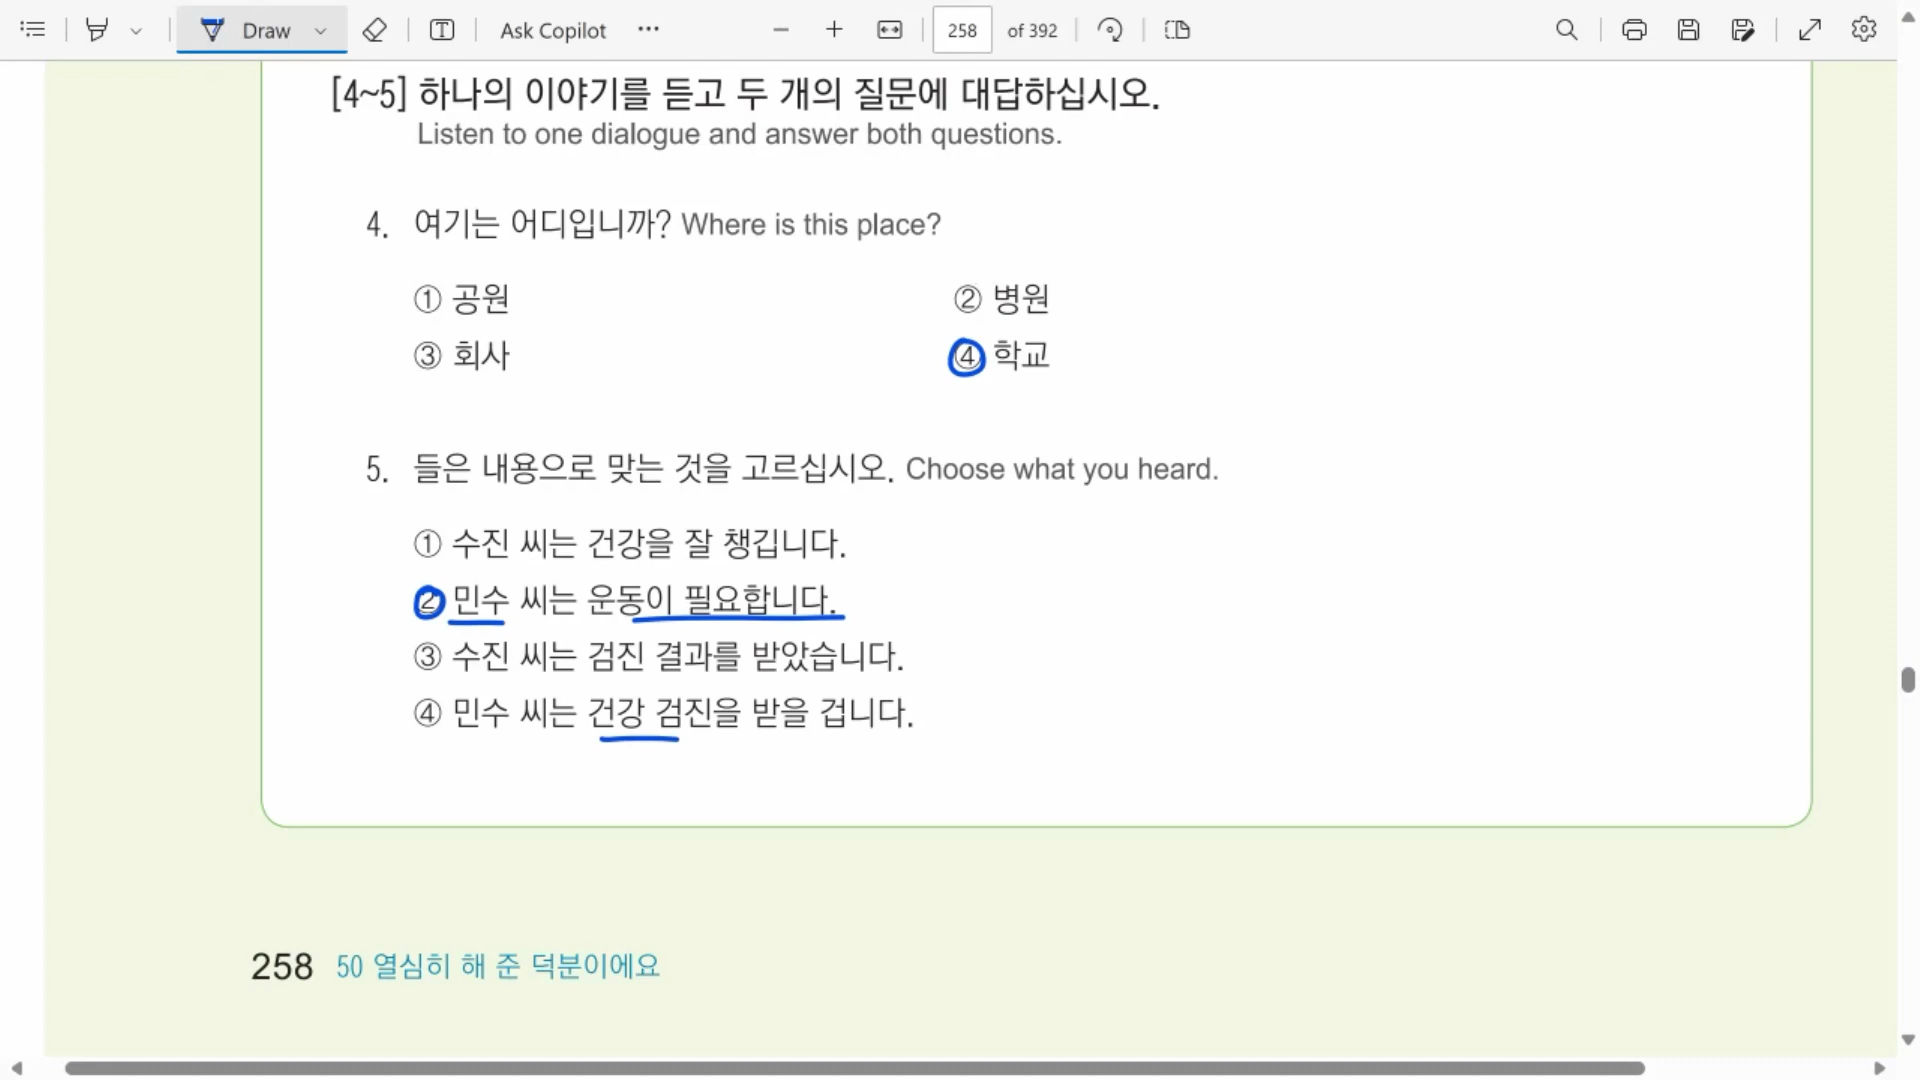 Draw
Ask Copilot
258 of 392
[4~5] 하나의 이야기를 듣고 두 개의 질문에 대답하십시오.
Listen to one dialogue and answer both questions.
4. 여기는 어디입니까? Where is this place?
① 공원 ② 병원
③ 회사 ④ 학교
5. 들은 내용으로 맞는 것을 고르십시오. Choose what you heard.
① 수진 씨는 건강을 잘 챙깁니다.
② 민수 씨는 운동이 필요합니다.
③ 수진 씨는 검진 결과를 받았습니다.
④ 민수 씨는 건강 검진을 받을 겁니다.
258 50 열심히 해 준 덕분이에요